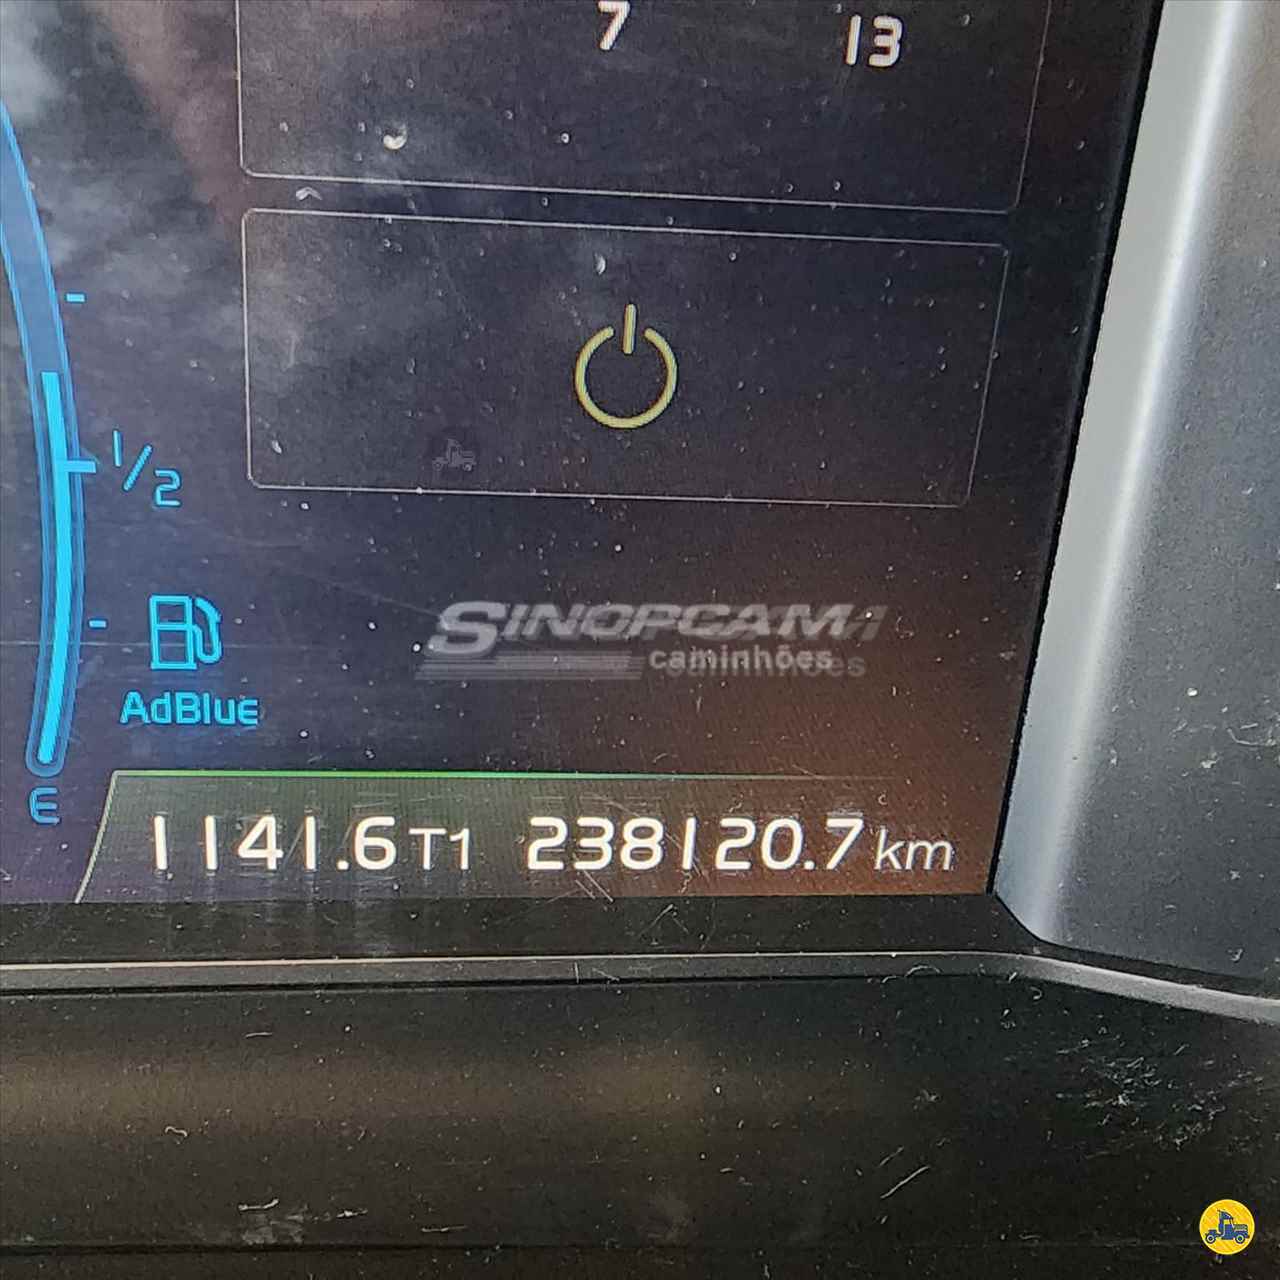 7 13
1/2
SINOPCAM
caminhões
AdBlue
E
1141.6 T1 238120.7 km